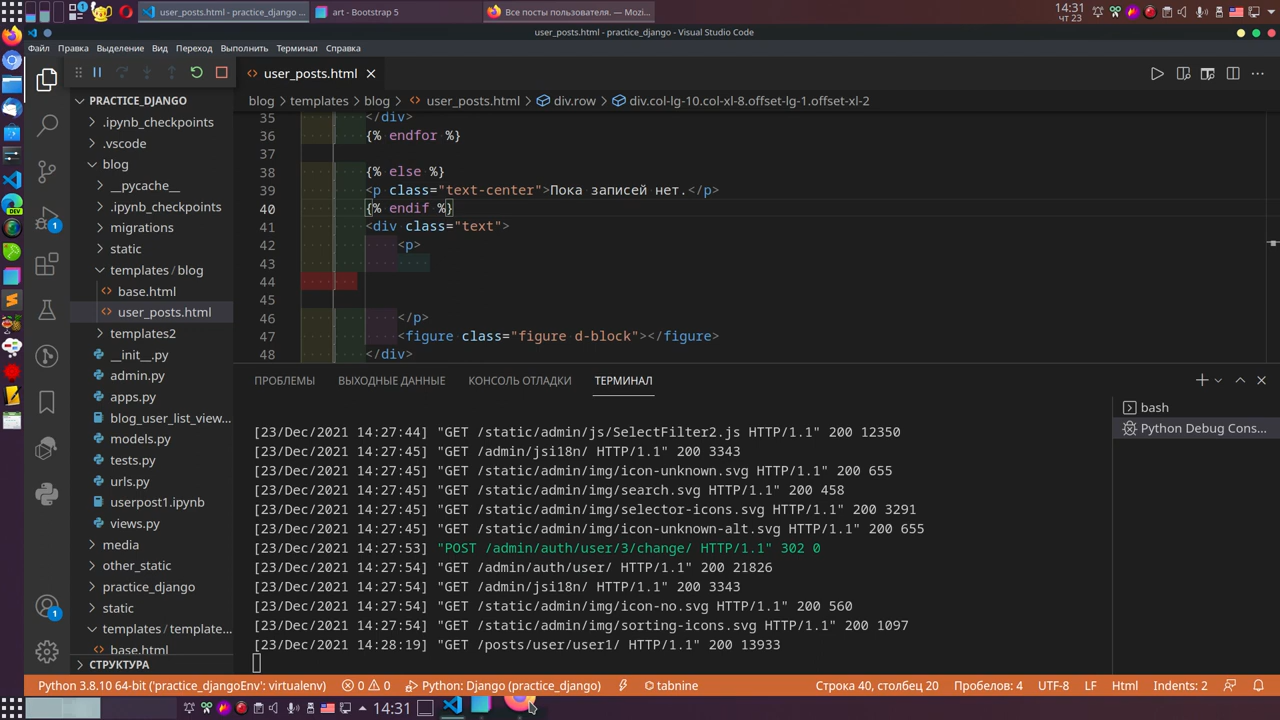 user_posts.html - practice_django ...
art - Bootstrap 5
Все посты пользователя. — Mozi...
14:31
чт 23
user_posts.html - practice_django - Visual Studio Code
Файл Правка Выделение Вид Переход Выполнить Терминал Справка
user_posts.html
PRACTICE_DJANGO
blog > templates > blog > user_posts.html > div.row > div.col-lg-10.col-xl-8.offset-lg-1.offset-xl-2
.ipynb_checkpoints
.vscode
blog
__pycache__
.ipynb_checkpoints
migrations
static
templates / blog
base.html
user_posts.html
templates2
__init__.py
admin.py
apps.py
blog_user_list_view...
models.py
tests.py
urls.py
userpost1.ipynb
views.py
media
other_static
practice_django
static
templates / template...
base.html
СТРУКТУРА
DEV
1
1
35 </div>
36 {% endfor %}
37
38 {% else %}
39 <p class="text-center">Пока записей нет.</p>
40 {% endif %}
41 <div class="text">
42 <p>
43
44
45
46 </p>
47 <figure class="figure d-block"></figure>
48 </div>
ПРОБЛЕМЫ ВЫХОДНЫЕ ДАННЫЕ КОНСОЛЬ ОТЛАДКИ ТЕРМИНАЛ
bash
Python Debug Cons...
[23/Dec/2021 14:27:44] "GET /static/admin/js/SelectFilter2.js HTTP/1.1" 200 12350
[23/Dec/2021 14:27:45] "GET /admin/jsi18n/ HTTP/1.1" 200 3343
[23/Dec/2021 14:27:45] "GET /static/admin/img/icon-unknown.svg HTTP/1.1" 200 655
[23/Dec/2021 14:27:45] "GET /static/admin/img/search.svg HTTP/1.1" 200 458
[23/Dec/2021 14:27:45] "GET /static/admin/img/selector-icons.svg HTTP/1.1" 200 3291
[23/Dec/2021 14:27:45] "GET /static/admin/img/icon-unknown-alt.svg HTTP/1.1" 200 655
[23/Dec/2021 14:27:53] "POST /admin/auth/user/3/change/ HTTP/1.1" 302 0
[23/Dec/2021 14:27:54] "GET /admin/auth/user/ HTTP/1.1" 200 21826
[23/Dec/2021 14:27:54] "GET /admin/jsi18n/ HTTP/1.1" 200 3343
[23/Dec/2021 14:27:54] "GET /static/admin/img/icon-no.svg HTTP/1.1" 200 560
[23/Dec/2021 14:27:54] "GET /static/admin/img/sorting-icons.svg HTTP/1.1" 200 1097
[23/Dec/2021 14:28:19] "GET /posts/user/user1/ HTTP/1.1" 200 13933
Python 3.8.10 64-bit ('practice_djangoEnv': virtualenv) 0 0 Python: Django (practice_django) tabnine Строка 40, столбец 20 Пробелов: 4 UTF-8 LF Html Indents: 2
14:31